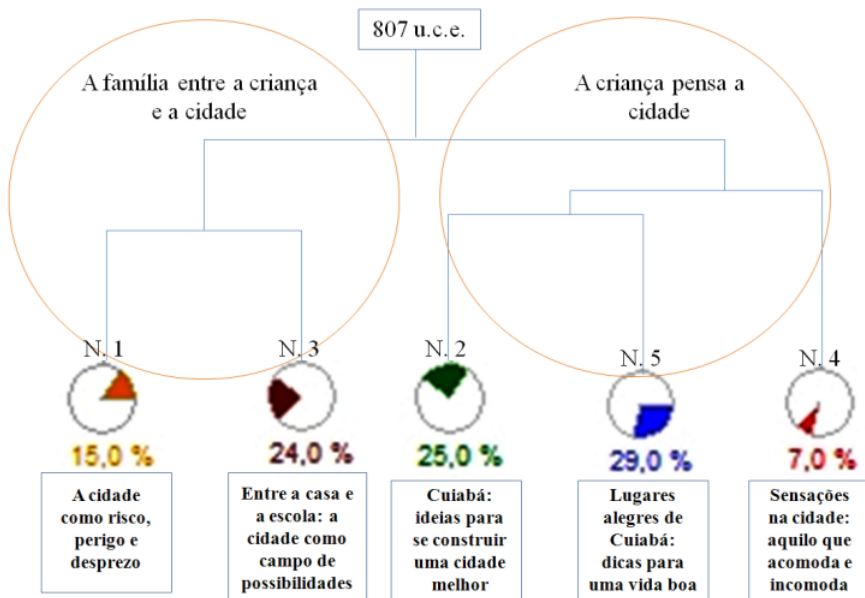 807 u.c.e.
A família entre a criança
e a cidade
A criança pensa a
cidade
N. 1
N. 3
N. 2
N. 5
N. 4
15,0 %
24,0 %
25,0 %
29,0 %
7,0 %
A cidade
como risco,
perigo e
desprezo
Entre a casa e
a escola: a
cidade como
campo de
possibilidades
Cuiabá:
ideias para
se construir
uma cidade
melhor
Lugares
alegres de
Cuiabá:
dicas para
uma vida boa
Sensações
na cidade:
aquilo que
acomoda e
incomoda